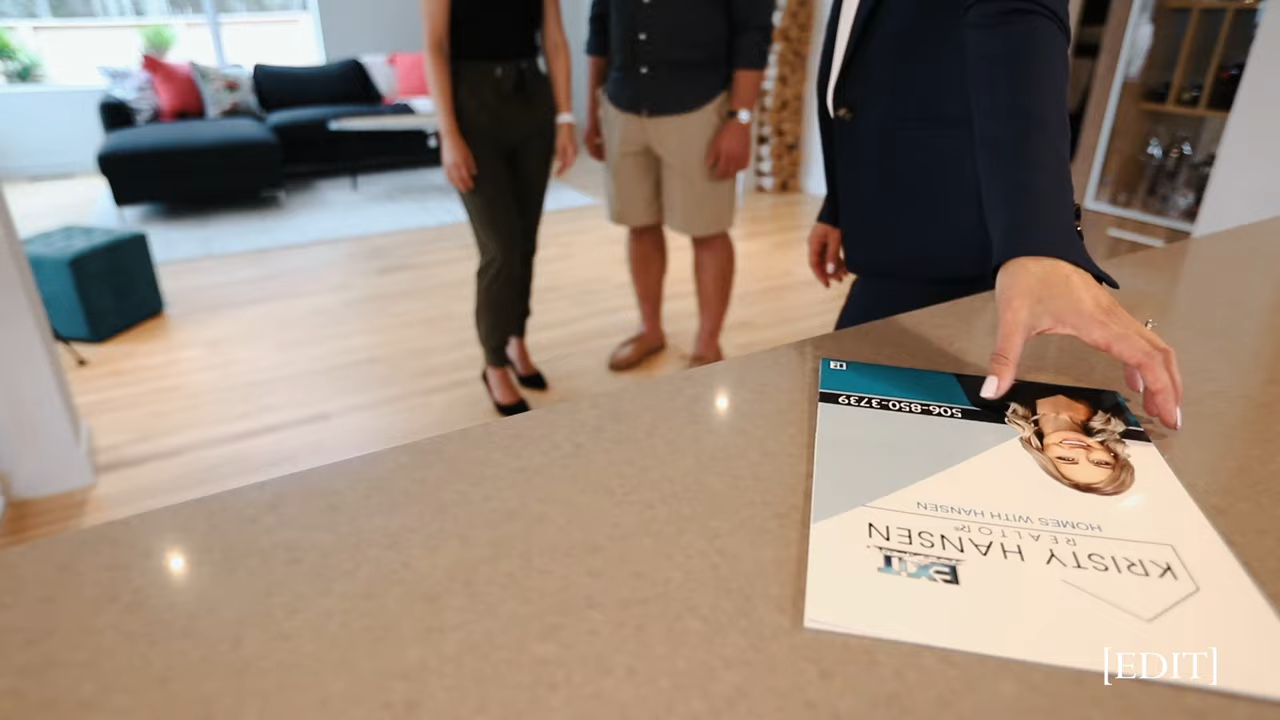 KRISTY HANSEN
REALTOR®
HOMES WITH HANSEN
EXIT
506-850-3739
[EDIT]